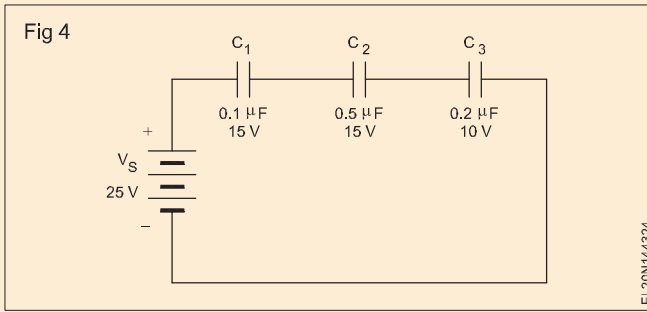 Fig 4
C1 C2 C3
0.1 µF 0.5 µF 0.2 µF
15 V 15 V 10 V
+
VS
25 V
–
EL20N144324